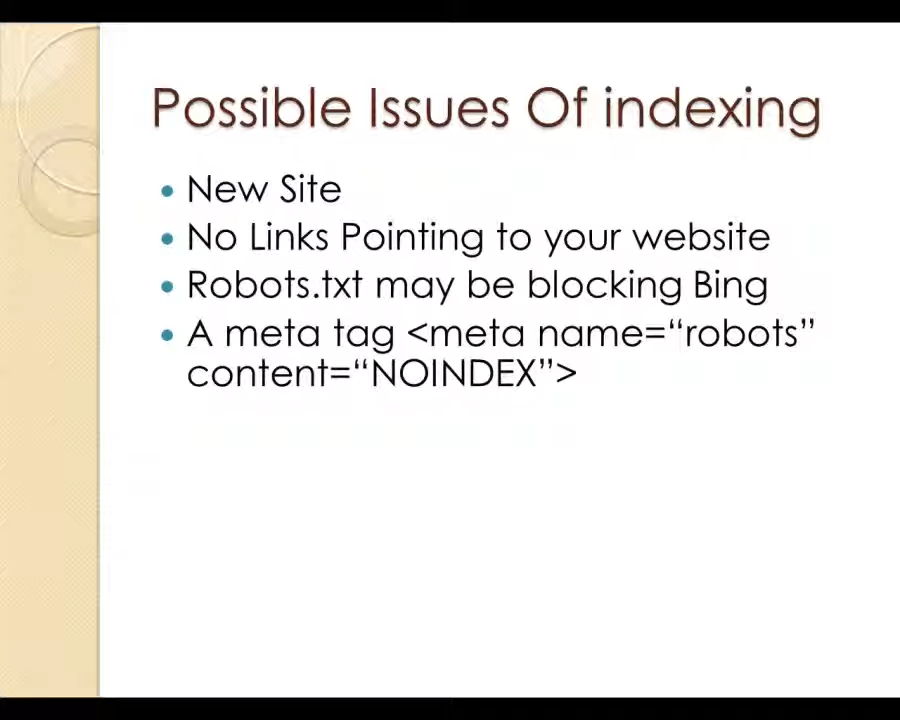 Possible Issues Of indexing
New Site
No Links Pointing to your website
Robots.txt may be blocking Bing
A meta tag <meta name=“robots”
content=“NOINDEX”>